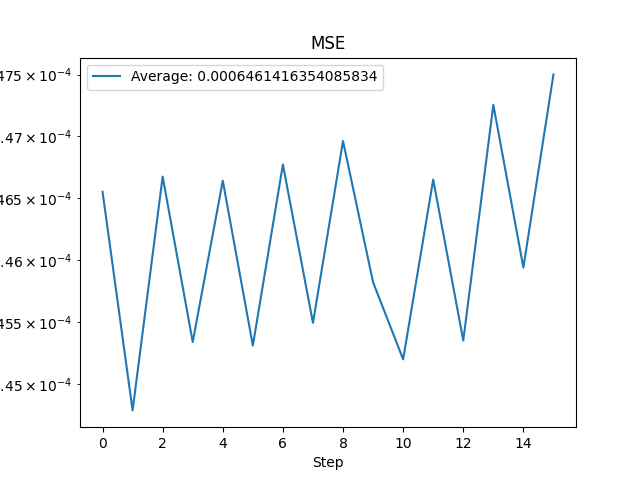 MSE
Average: 0.0006461416354085834
475 × 10⁻⁴
.47 × 10⁻⁴
465 × 10⁻⁴
.46 × 10⁻⁴
455 × 10⁻⁴
.45 × 10⁻⁴
0 2 4 6 8 10 12 14
Step